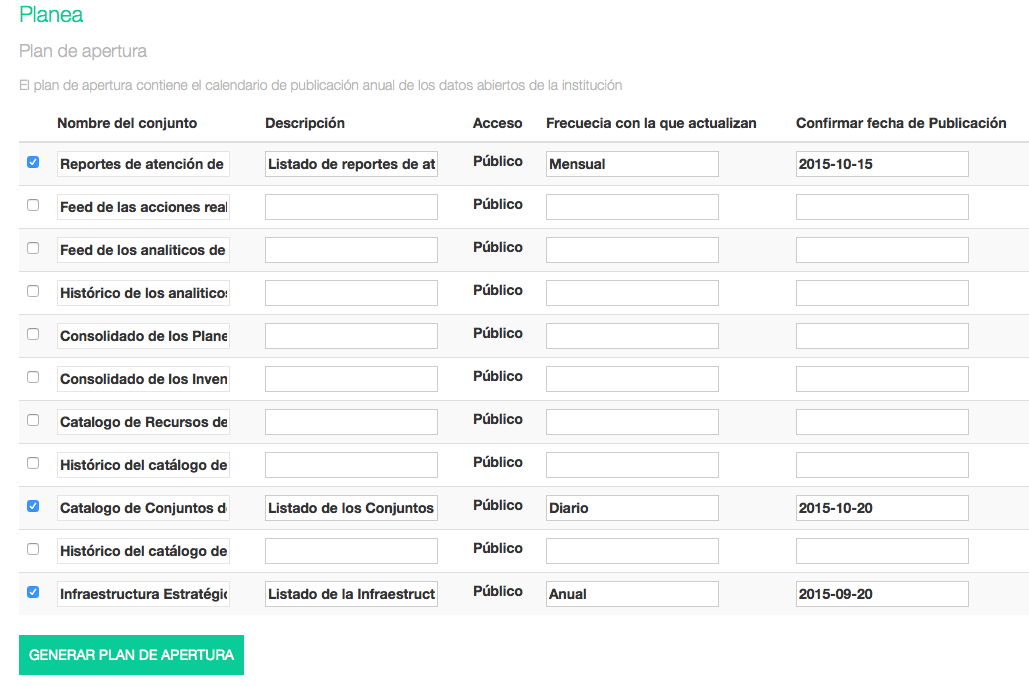 Planea
Plan de apertura
El plan de apertura contiene el calendario de publicación anual de los datos abiertos de la institución
Nombre del conjunto Descripción Acceso Frecuecia con la que actualizan Confirmar fecha de Publicación
Reportes de atención de Listado de reportes de at Público Mensual 2015-10-15
Feed de las acciones real Público
Feed de los analiticos de Público
Histórico de los analiticos Público
Consolidado de los Plane Público
Consolidado de los Inven Público
Catalogo de Recursos de Público
Histórico del catálogo de Público
Catalogo de Conjuntos d Listado de los Conjuntos Público Diario 2015-10-20
Histórico del catálogo de Público
Infraestructura Estratégic Listado de la Infraestruct Público Anual 2015-09-20
GENERAR PLAN DE APERTURA